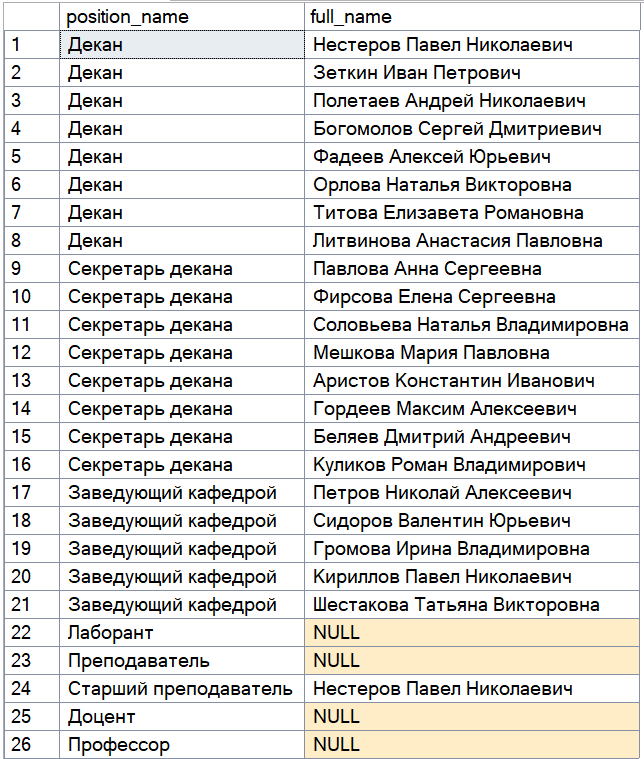 position_name full_name
1 Декан Нестеров Павел Николаевич
2 Декан Зеткин Иван Петрович
3 Декан Полетаев Андрей Николаевич
4 Декан Богомолов Сергей Дмитриевич
5 Декан Фадеев Алексей Юрьевич
6 Декан Орлова Наталья Викторовна
7 Декан Титова Елизавета Романовна
8 Декан Литвинова Анастасия Павловна
9 Секретарь декана Павлова Анна Сергеевна
10 Секретарь декана Фирсова Елена Сергеевна
11 Секретарь декана Соловьева Наталья Владимировна
12 Секретарь декана Мешкова Мария Павловна
13 Секретарь декана Аристов Константин Иванович
14 Секретарь декана Гордеев Максим Алексеевич
15 Секретарь декана Беляев Дмитрий Андреевич
16 Секретарь декана Куликов Роман Владимирович
17 Заведующий кафедрой Петров Николай Алексеевич
18 Заведующий кафедрой Сидоров Валентин Юрьевич
19 Заведующий кафедрой Громова Ирина Владимировна
20 Заведующий кафедрой Кириллов Павел Николаевич
21 Заведующий кафедрой Шестакова Татьяна Викторовна
22 Лаборант NULL
23 Преподаватель NULL
24 Старший преподаватель Нестеров Павел Николаевич
25 Доцент NULL
26 Профессор NULL